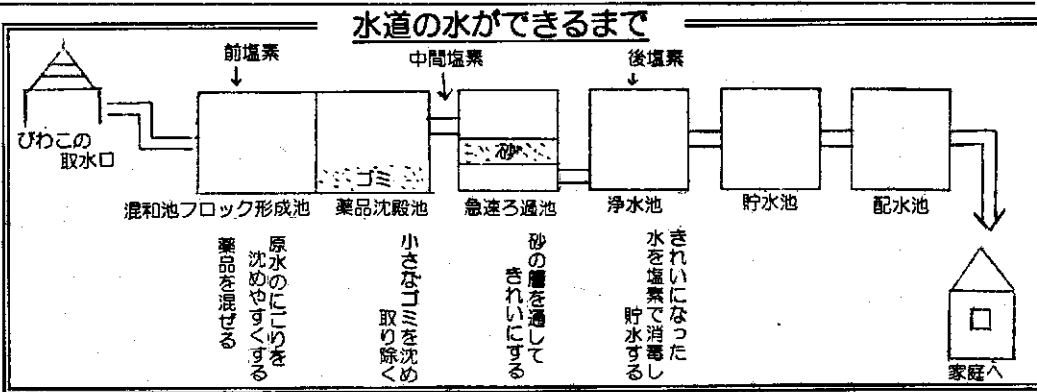 水道の水ができるまで
前塩素
中間塩素
後塩素
びわこの
取水口
ゴミ
砂
混和池フロック形成池
薬品沈殿池
急速ろ過池
浄水池
貯水池
配水池
原水のにごりを
沈めやすくする
薬品を混ぜる
小さなゴミを沈め
取り除く
砂の層を通して
きれいにする
きれいになった
水を塩素で消毒し
貯水する
家庭へ